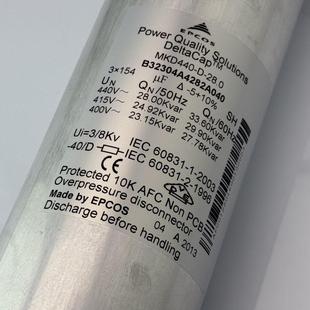 EPCOS
Power Quality Solutions
DeltaCap™
MKD440-D-28.0
B32304A4282A040
3×154 µF Δ -5+10% SH
UN QN/50Hz QN/60Hz
440V~ 28.00Kvar 33.60Kvar
415V~ 24.92Kvar 29.90Kvar
400V~ 23.15Kvar 27.78Kvar
Ui=3/8Kv IEC 60831-1-2003
-40/D IEC 60831-2-1998
Protected 10K AFC Non PCB
Overpressure disconnector
Made by EPCOS 04 A 2013
Discharge before handling